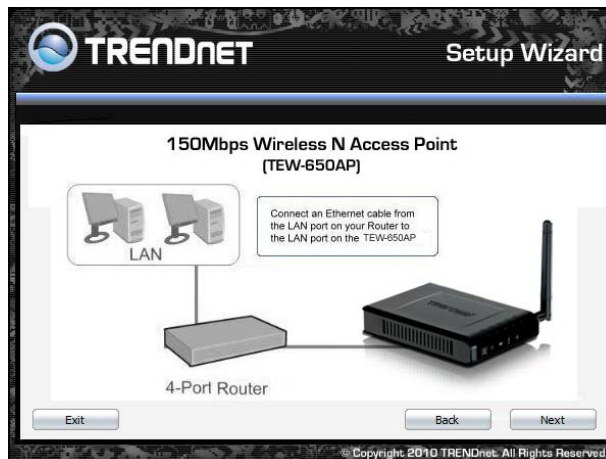 TRENDNET
Setup Wizard
150Mbps Wireless N Access Point
(TEW-650AP)
Connect an Ethernet cable from
the LAN port on your Router to
the LAN port on the TEW-650AP
LAN
TRENDNET
4-Port Router
Exit
Back
Next
© Copyright 2010 TRENDnet. All Rights Reserved